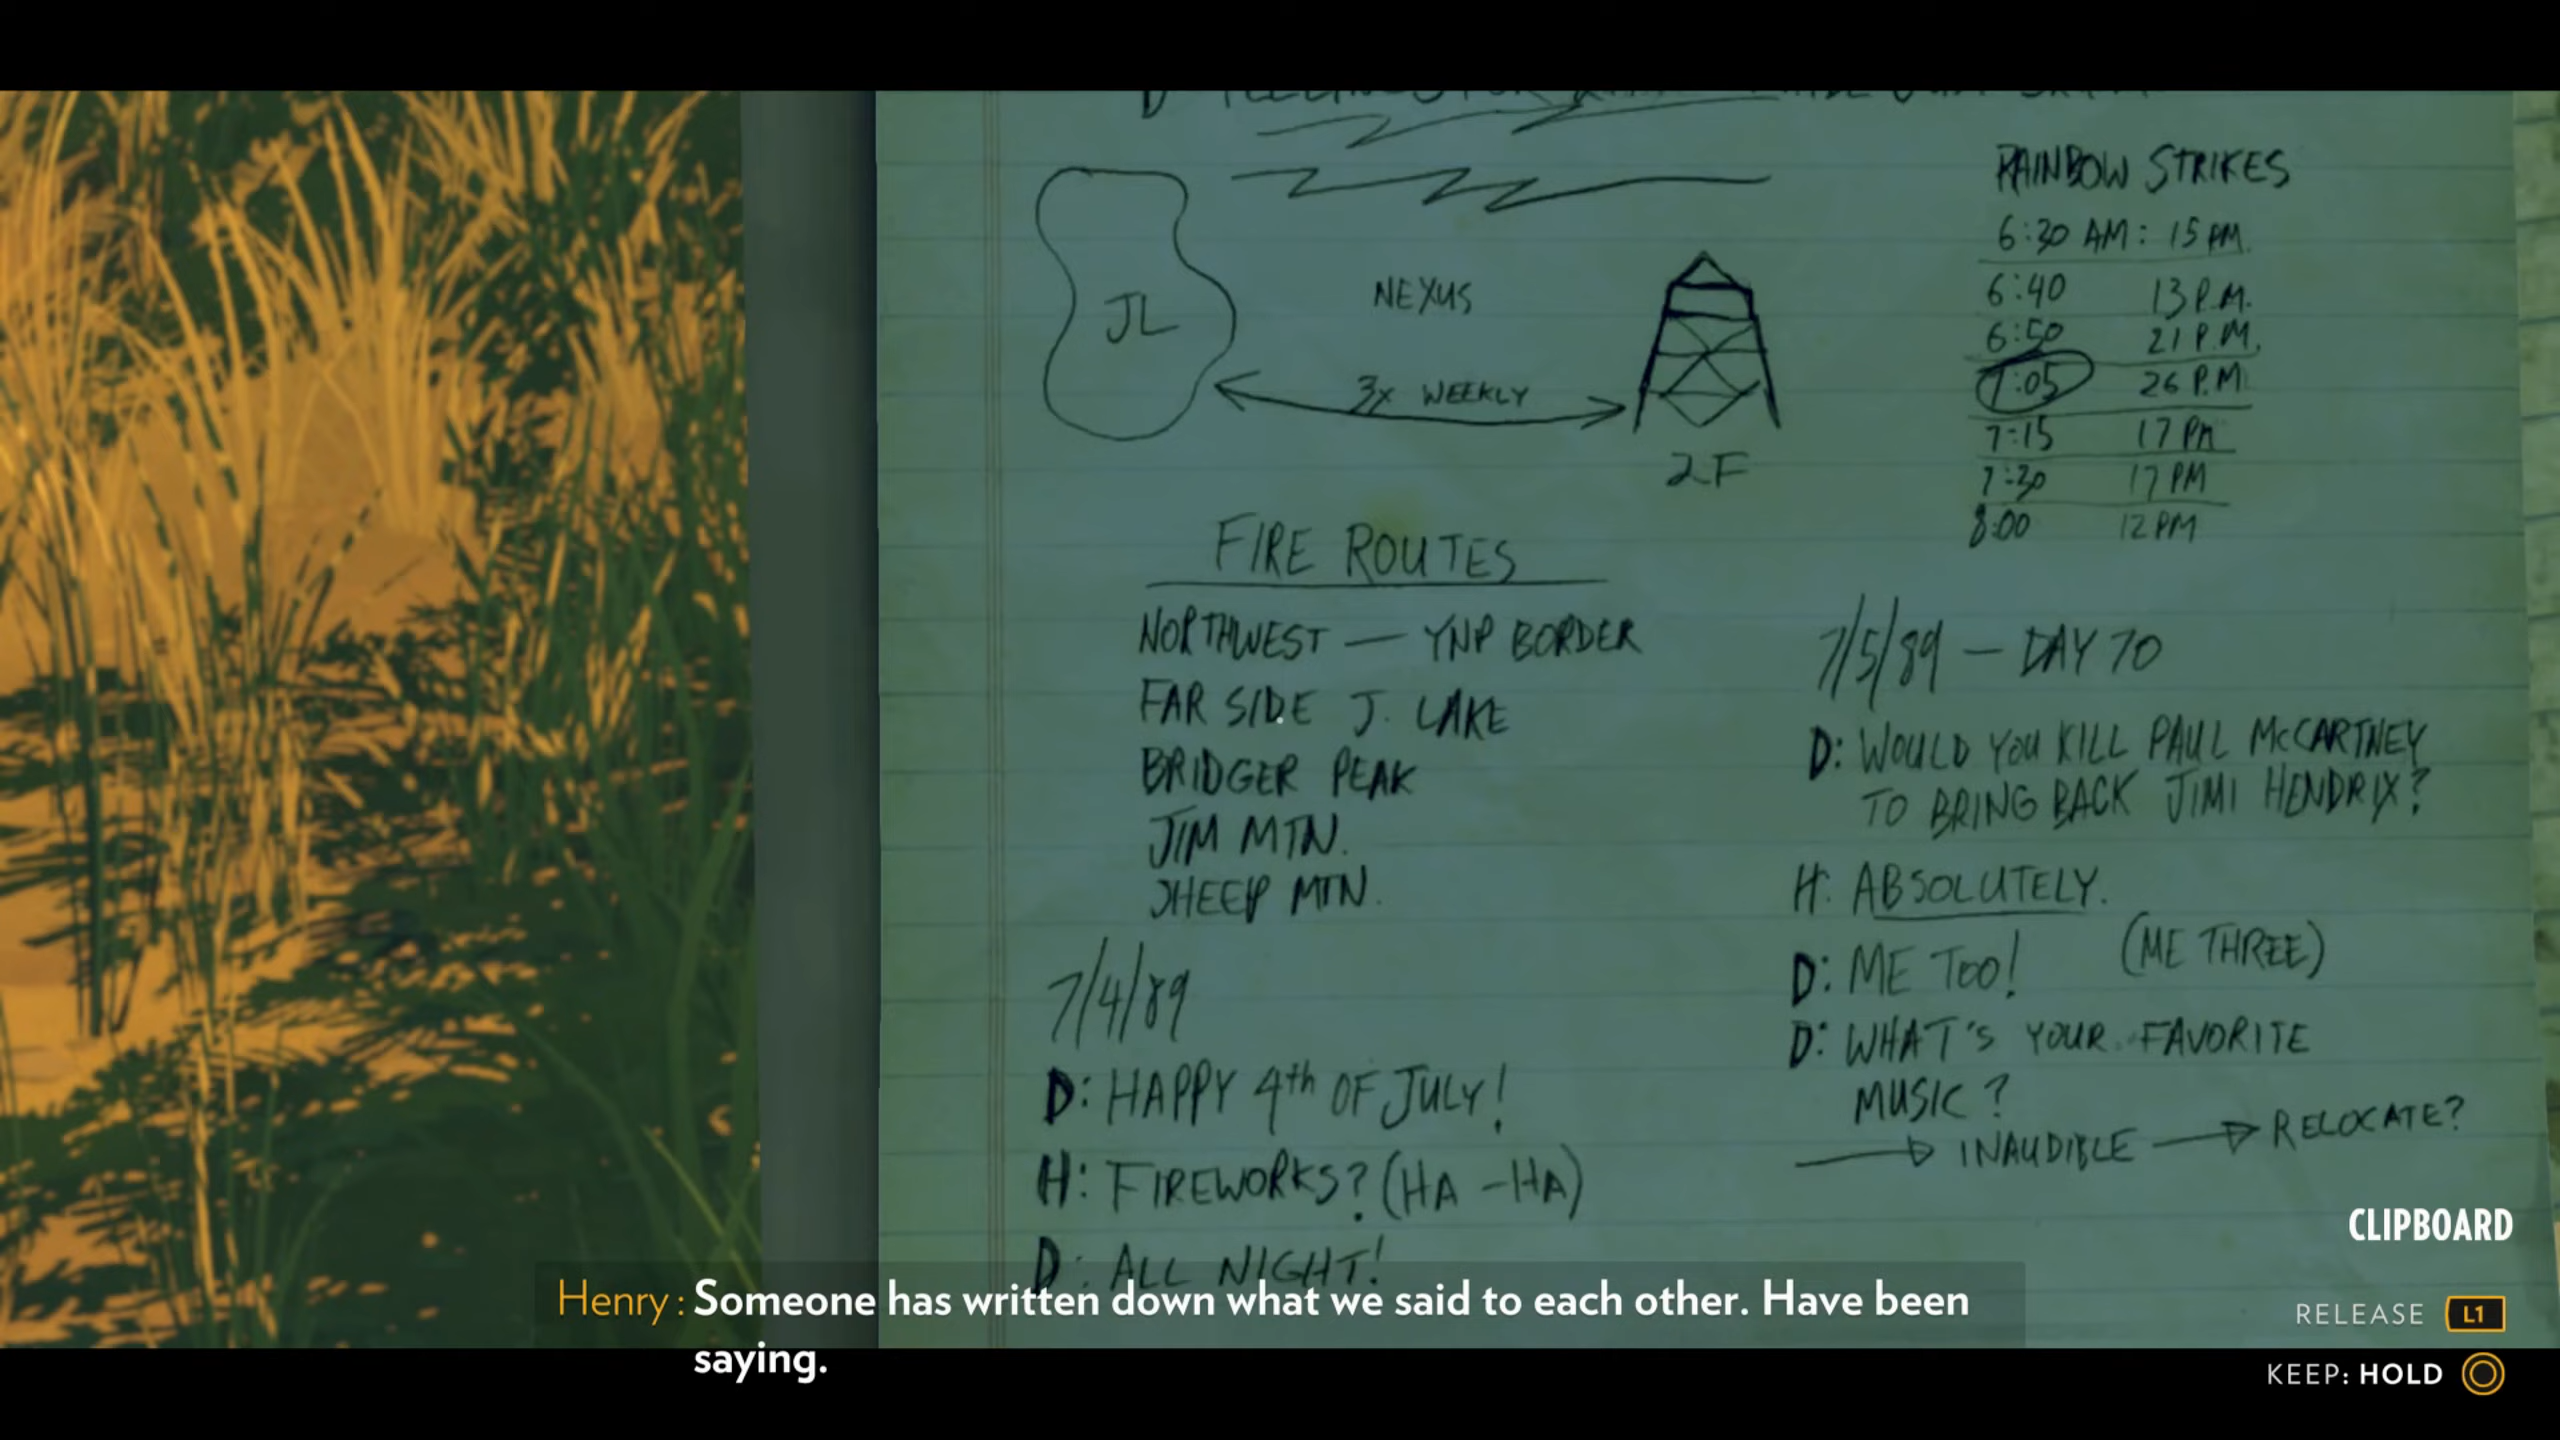 RAINBOW STRIKES
6:30 AM: 15 PM.
6:40 13 P.M.
6:50 21 P.M.
7:05 26 P.M
7:15 17 PM
7:30 17 PM
8:00 12 PM
JL
NEXUS
3x WEEKLY
2F
FIRE ROUTES
NORTHWEST — YNP BORDER
FAR SIDE J. LAKE
BRIDGER PEAK
JIM MTN.
SHEEP MTN.
7/4/89
D: HAPPY 4th OF JULY!
H: FIREWORKS? (HA-HA)
D: ALL NIGHT!
7/5/89 — DAY 70
D: WOULD YOU KILL PAUL McCARTNEY
TO BRING BACK JIMI HENDRIX?
H: ABSOLUTELY.
D: ME TOO! (ME THREE)
D: WHAT'S YOUR FAVORITE
MUSIC?
→ INAUDIBLE → RELOCATE?
CLIPBOARD
RELEASE L1
KEEP: HOLD
Henry: Someone has written down what we said to each other. Have been
saying.